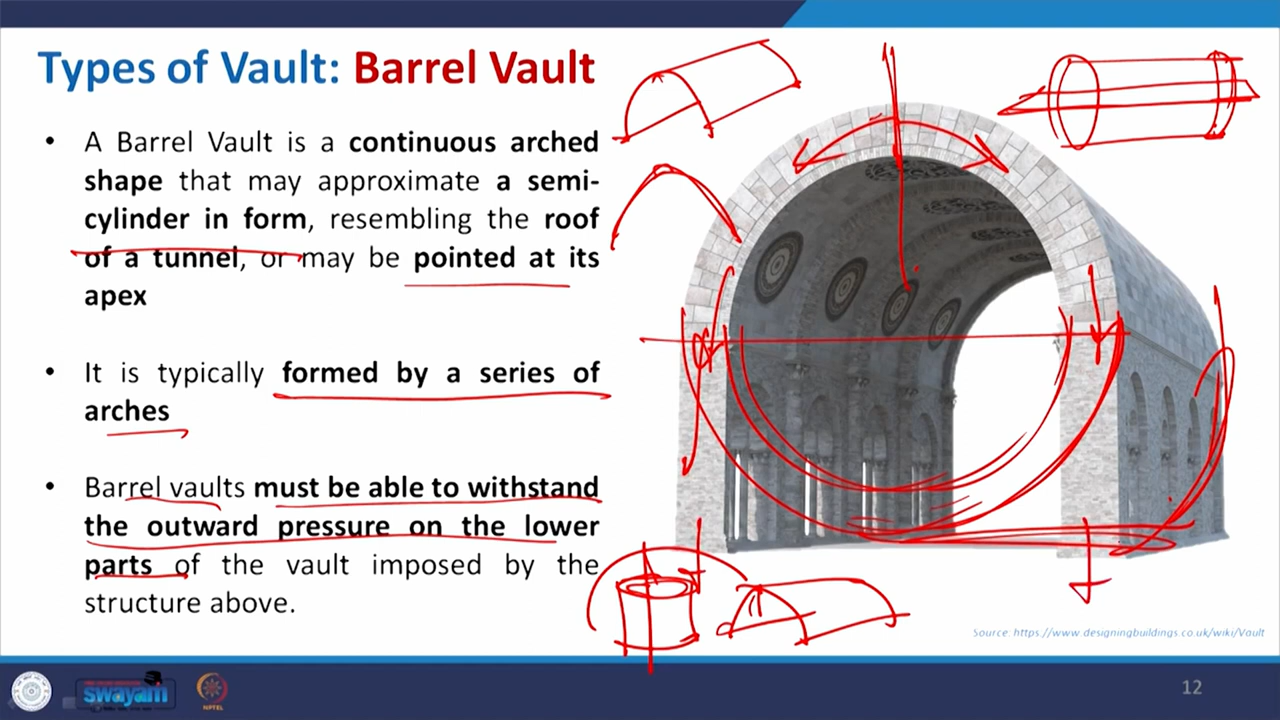 Types of Vault: Barrel Vault
• A Barrel Vault is a continuous arched
shape that may approximate a semi-
cylinder in form, resembling the roof
of a tunnel, or may be pointed at its
apex
• It is typically formed by a series of
arches
• Barrel vaults must be able to withstand
the outward pressure on the lower
parts of the vault imposed by the
structure above.
Source: https://www.designingbuildings.co.uk/wiki/Vault
swayam
NPTEL
12